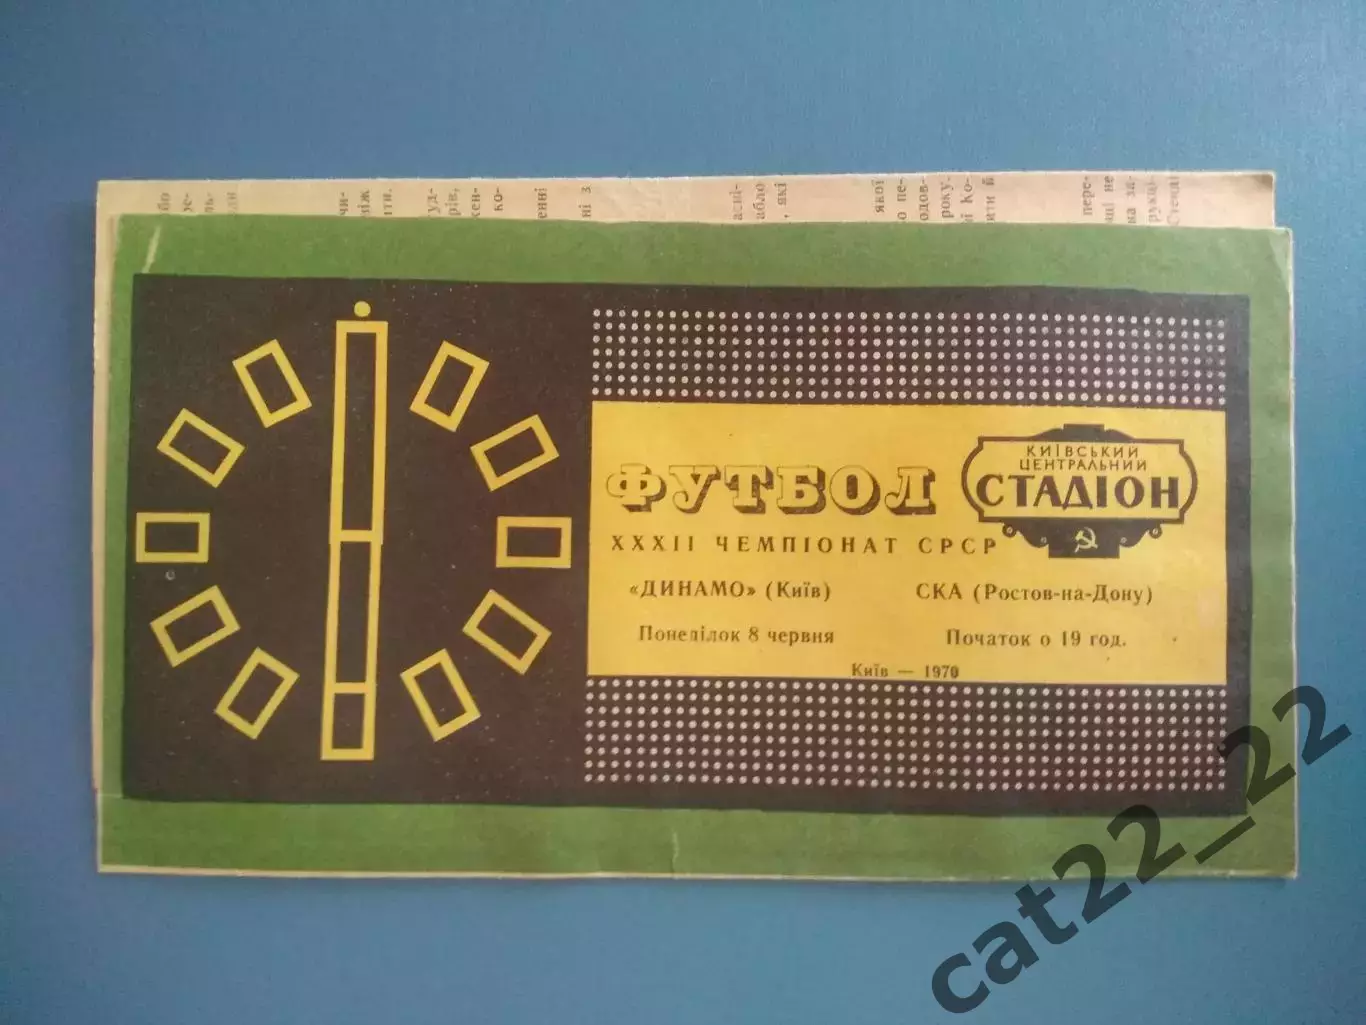 ФУТБОЛ
КИЇВСЬКИЙ
ЦЕНТРАЛЬНИЙ
СТАДІОН
XXXII ЧЕМПІОНАТ СРСР
«ДИНАМО» (Київ) СКА (Ростов-на-Дону)
Понеділок 8 червня Початок о 19 год.
Київ — 1970
cat22_22